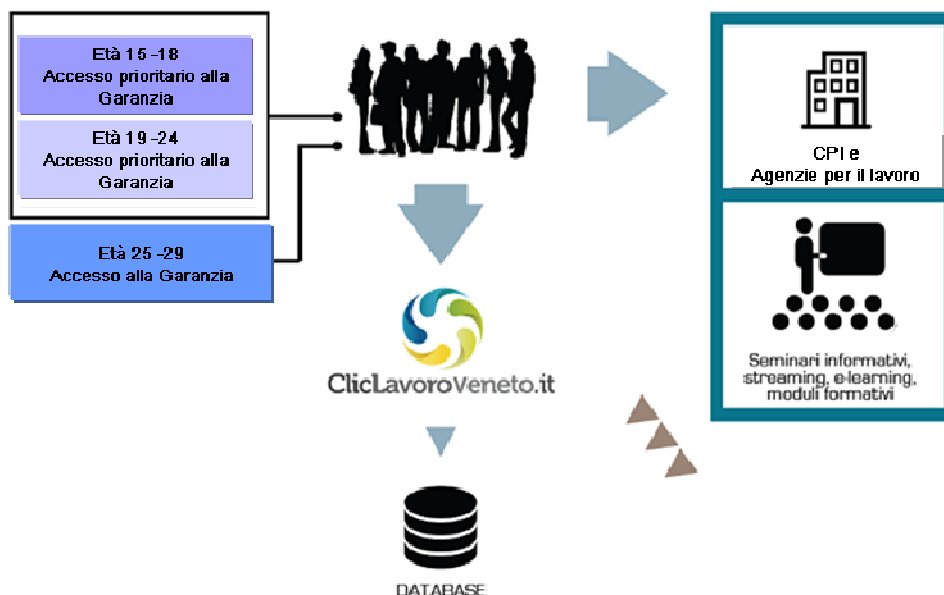 Età 15 -18
Accesso prioritario alla
Garanzia
Età 19 -24
Accesso prioritario alla
Garanzia
Età 25 -29
Accesso alla Garanzia
CPI e
Agenzie per il lavoro
Seminari informativi,
streaming, e-learning,
moduli formativi
ClicLavoroVeneto.it
DATABASE